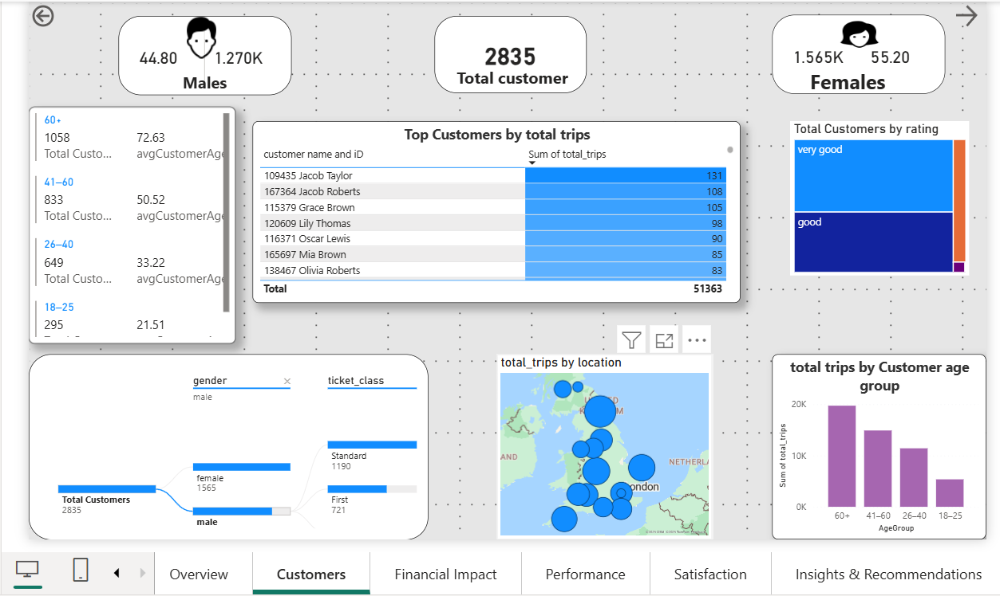 44.80 1.270K
Males
2835
Total customer
1.565K 55.20
Females
60+
1058 72.63
Total Custo... avgCustomerAge
41–60
833 50.52
Total Custo... avgCustomerAge
26–40
649 33.22
Total Custo... avgCustomerAge
18–25
295 21.51
Top Customers by total trips
customer name and iD Sum of total_trips
109435 Jacob Taylor 131
167364 Jacob Roberts 108
115379 Grace Brown 105
120609 Lily Thomas 98
116371 Oscar Lewis 90
165697 Mia Brown 85
138467 Olivia Roberts 83
Total 51363
Total Customers by rating
very good
good
gender
male
ticket_class
Total Customers
2835
female
1565
male
Standard
1190
First
721
total_trips by location
AND
NETHERLA
ondon
total trips by Customer age
group
Sum of total_trips
20K
10K
0K
60+ 41–60 26–40 18–25
AgeGroup
Overview Customers Financial Impact Performance Satisfaction Insights & Recommendations